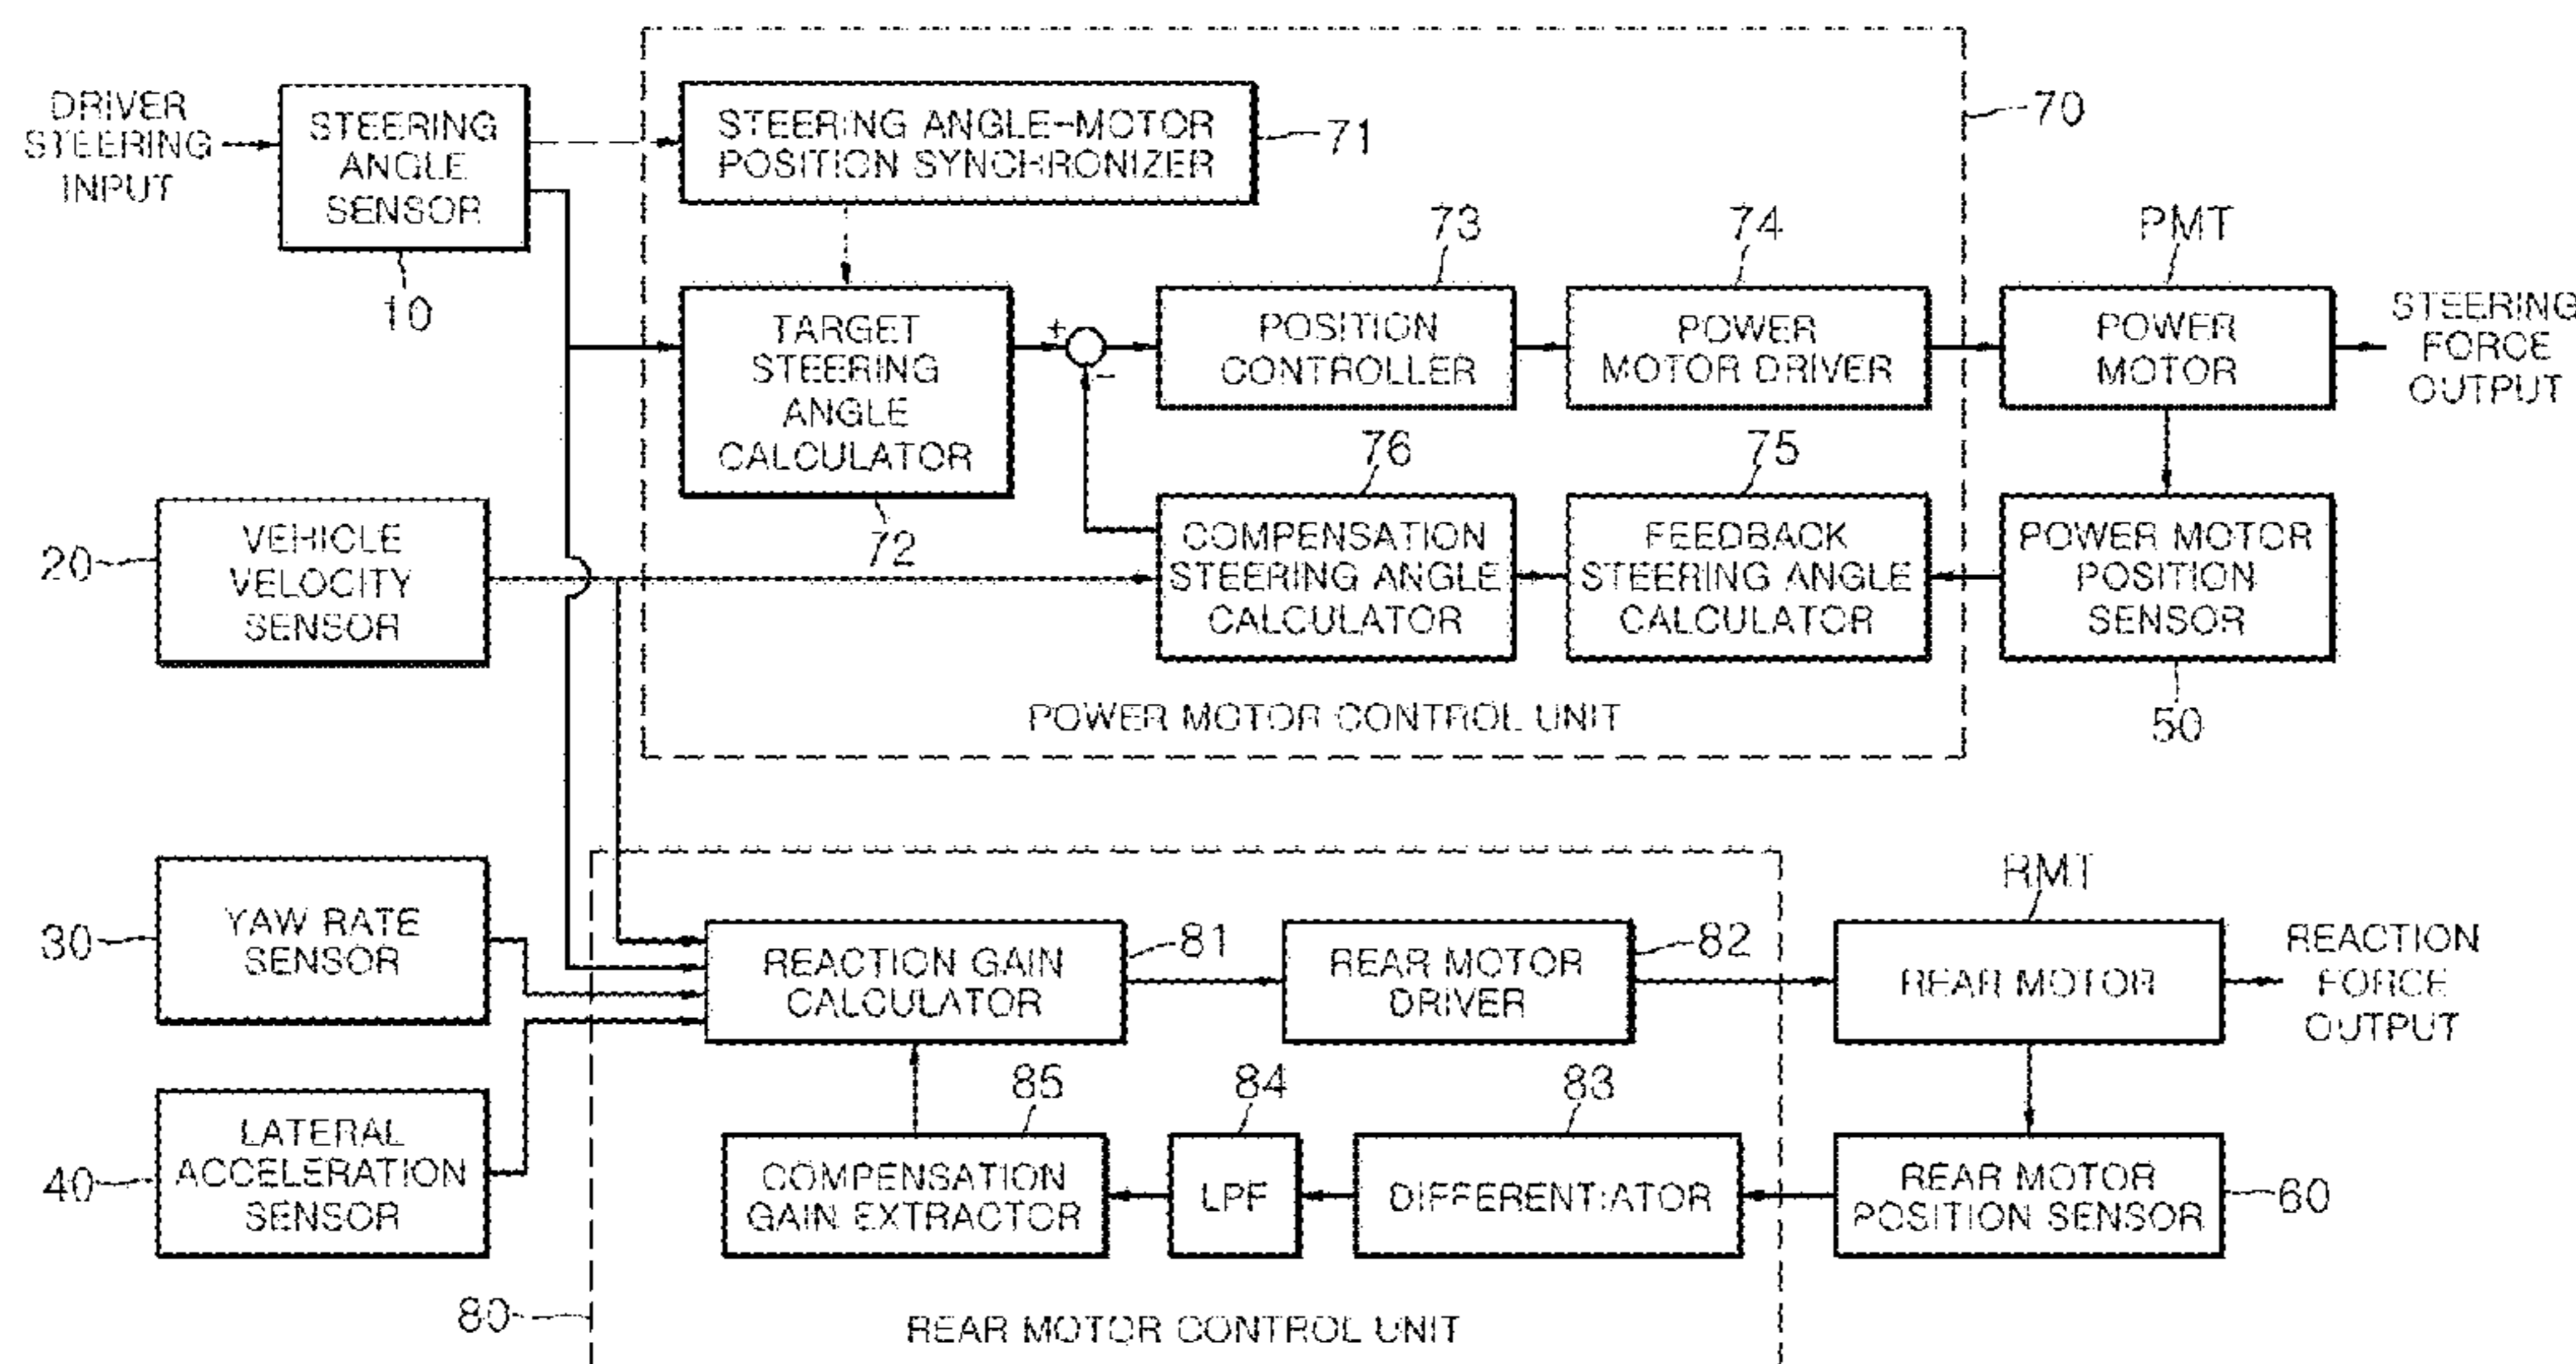 DRIVER
STEERING
INPUT
STEERING
ANGLE
SENSOR
10
STEERING ANGLE-MOTOR
POSITION SYNCHRONIZER
71
70
TARGET
STEERING
ANGLE
CALCULATOR
72
+
-
73
POSITION
CONTROLLER
74
POWER
MOTOR DRIVER
PMT
POWER
MOTOR
STEERING
FORCE
OUTPUT
20
VEHICLE
VELOCITY
SENSOR
76
COMPENSATION
STEERING ANGLE
CALCULATOR
75
FEEDBACK
STEERING ANGLE
CALCULATOR
POWER MOTOR
POSITION
SENSOR
50
POWER MOTOR CONTROL UNIT
30
YAW RATE
SENSOR
REACTION GAIN
CALCULATOR
81
REAR MOTOR
DRIVER
82
RMT
REAR MOTOR
REACTION
FORCE
OUTPUT
40
LATERAL
ACCELERATION
SENSOR
85
COMPENSATION
GAIN EXTRACTOR
84
LPF
83
DIFFERENTIATOR
REAR MOTOR
POSITION SENSOR
60
80
REAR MOTOR CONTROL UNIT